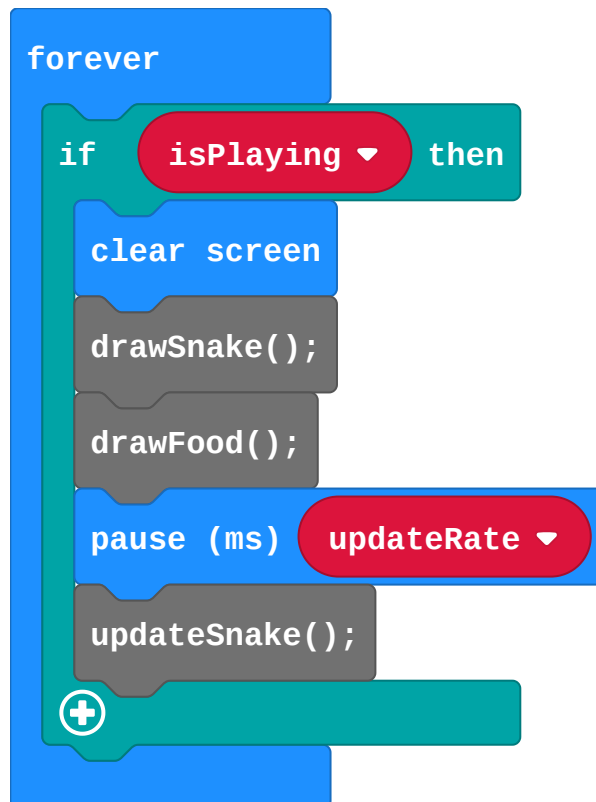 forever
if isPlaying then
clear screen
drawSnake();
drawFood();
pause (ms) updateRate
updateSnake();